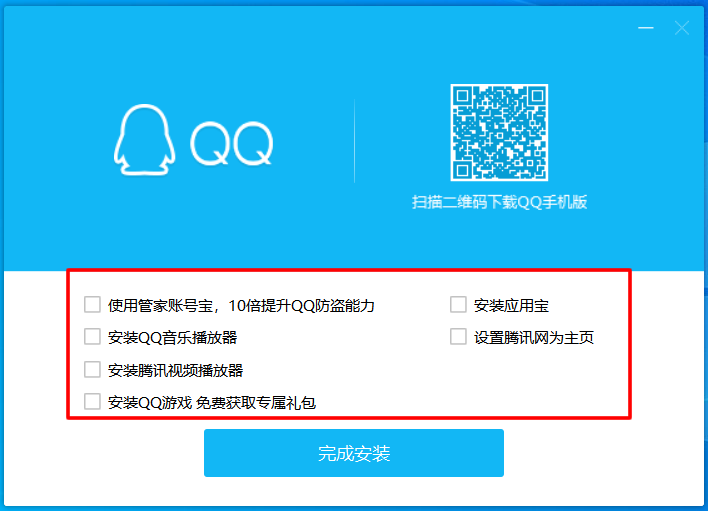 QQ
扫描二维码下载QQ手机版
使用管家账号宝，10倍提升QQ防盗能力
安装应用宝
安装QQ音乐播放器
设置腾讯网为主页
安装腾讯视频播放器
安装QQ游戏 免费获取专属礼包
完成安装